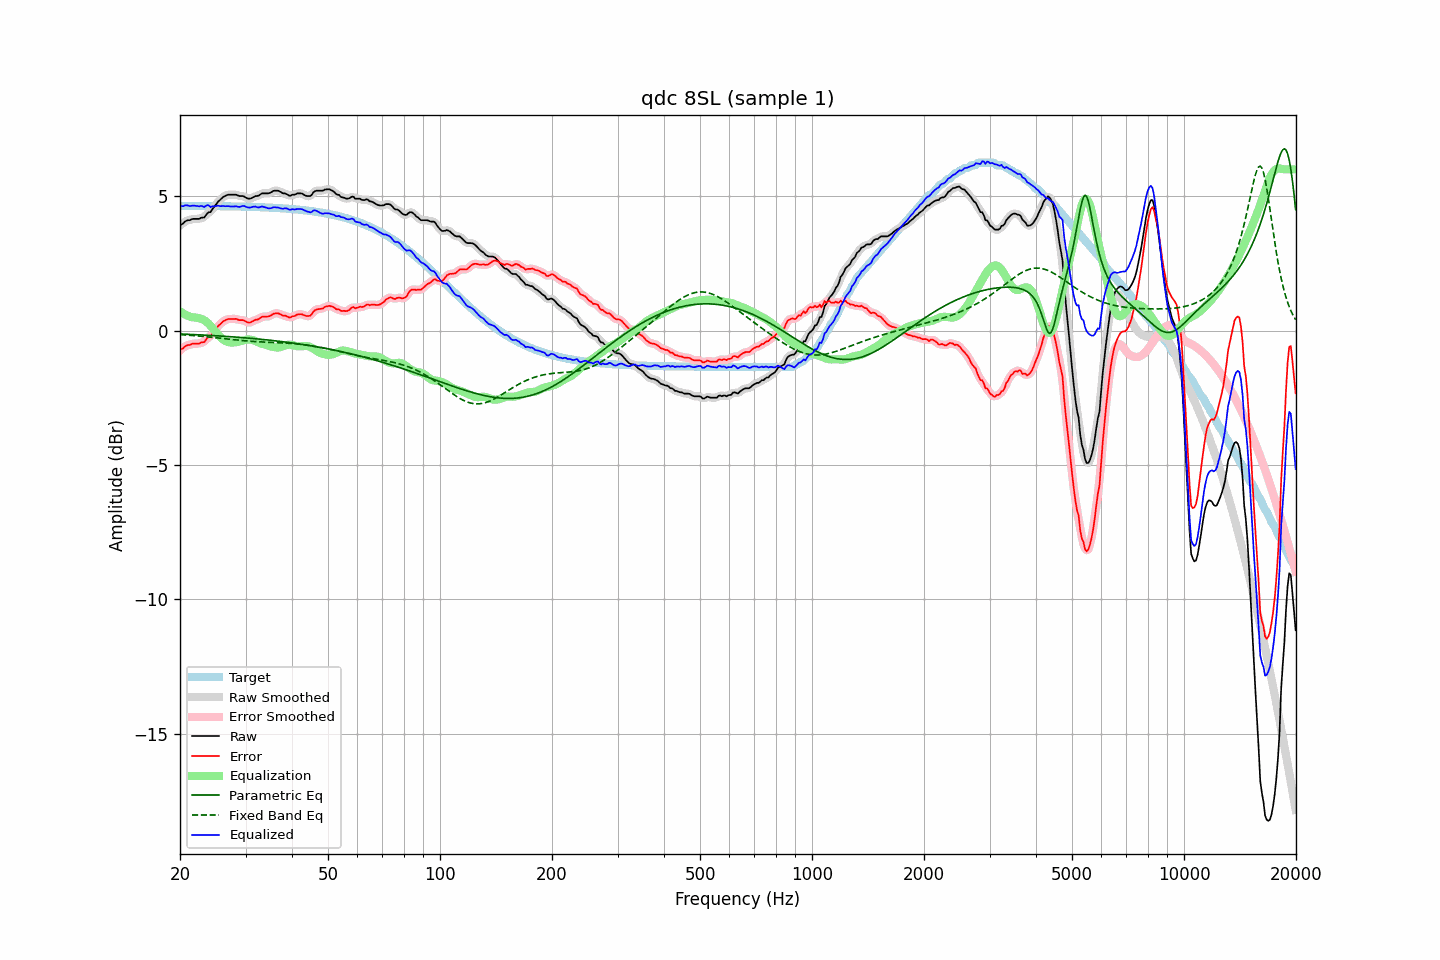 qdc 8SL (sample 1)
Amplitude (dBr)
5
0
−5
−10
−15
Target
Raw Smoothed
Error Smoothed
Raw
Error
Equalization
Parametric Eq
Fixed Band Eq
Equalized
20
50
100
200
500
1000
2000
5000
10000
20000
Frequency (Hz)